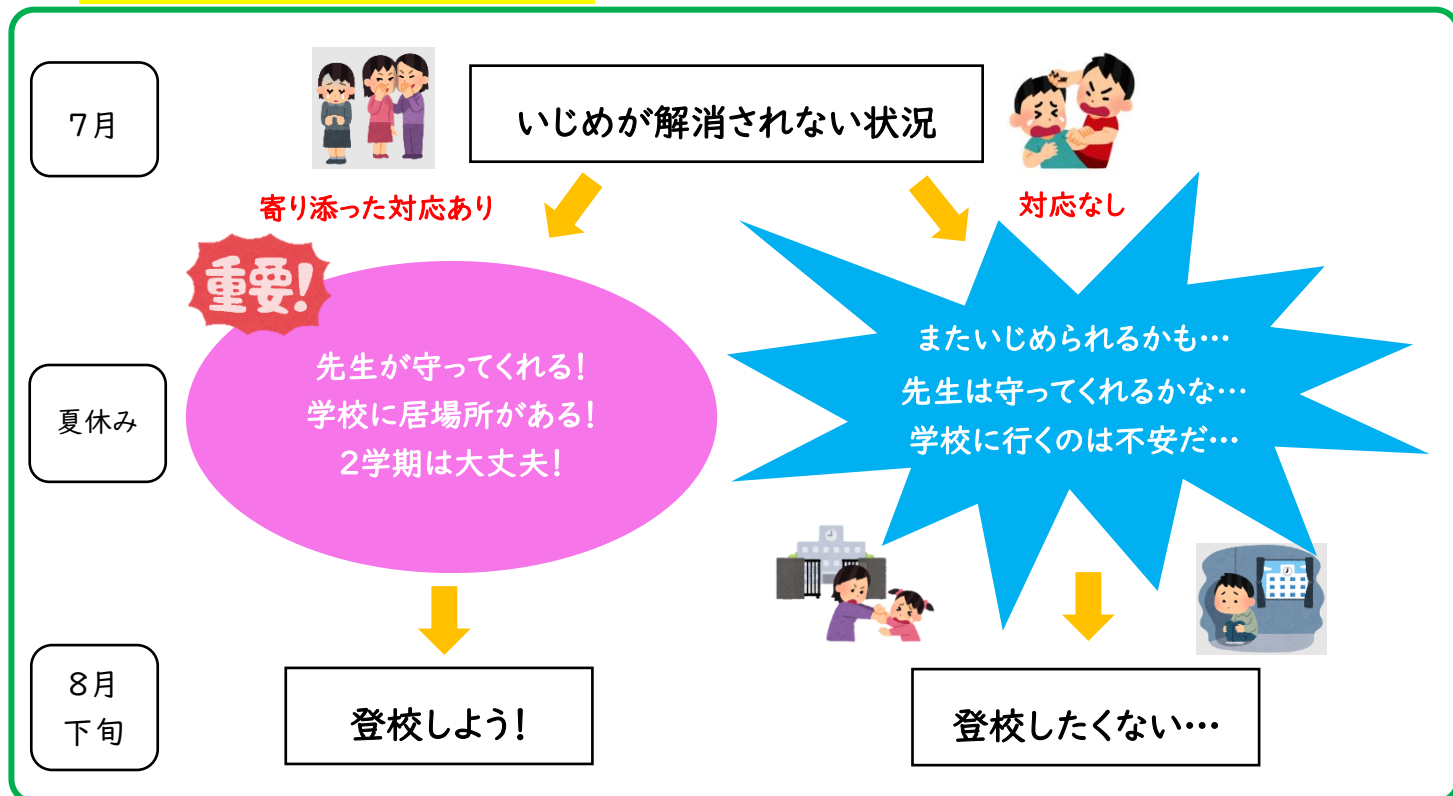 7月
いじめが解消されない状況
寄り添った対応あり
対応なし
重要!
夏休み
先生が守ってくれる!
学校に居場所がある!
2学期は大丈夫!
またいじめられるかも…
先生は守ってくれるかな…
学校に行くのは不安だ…
8月
下旬
登校しよう!
登校したくない…